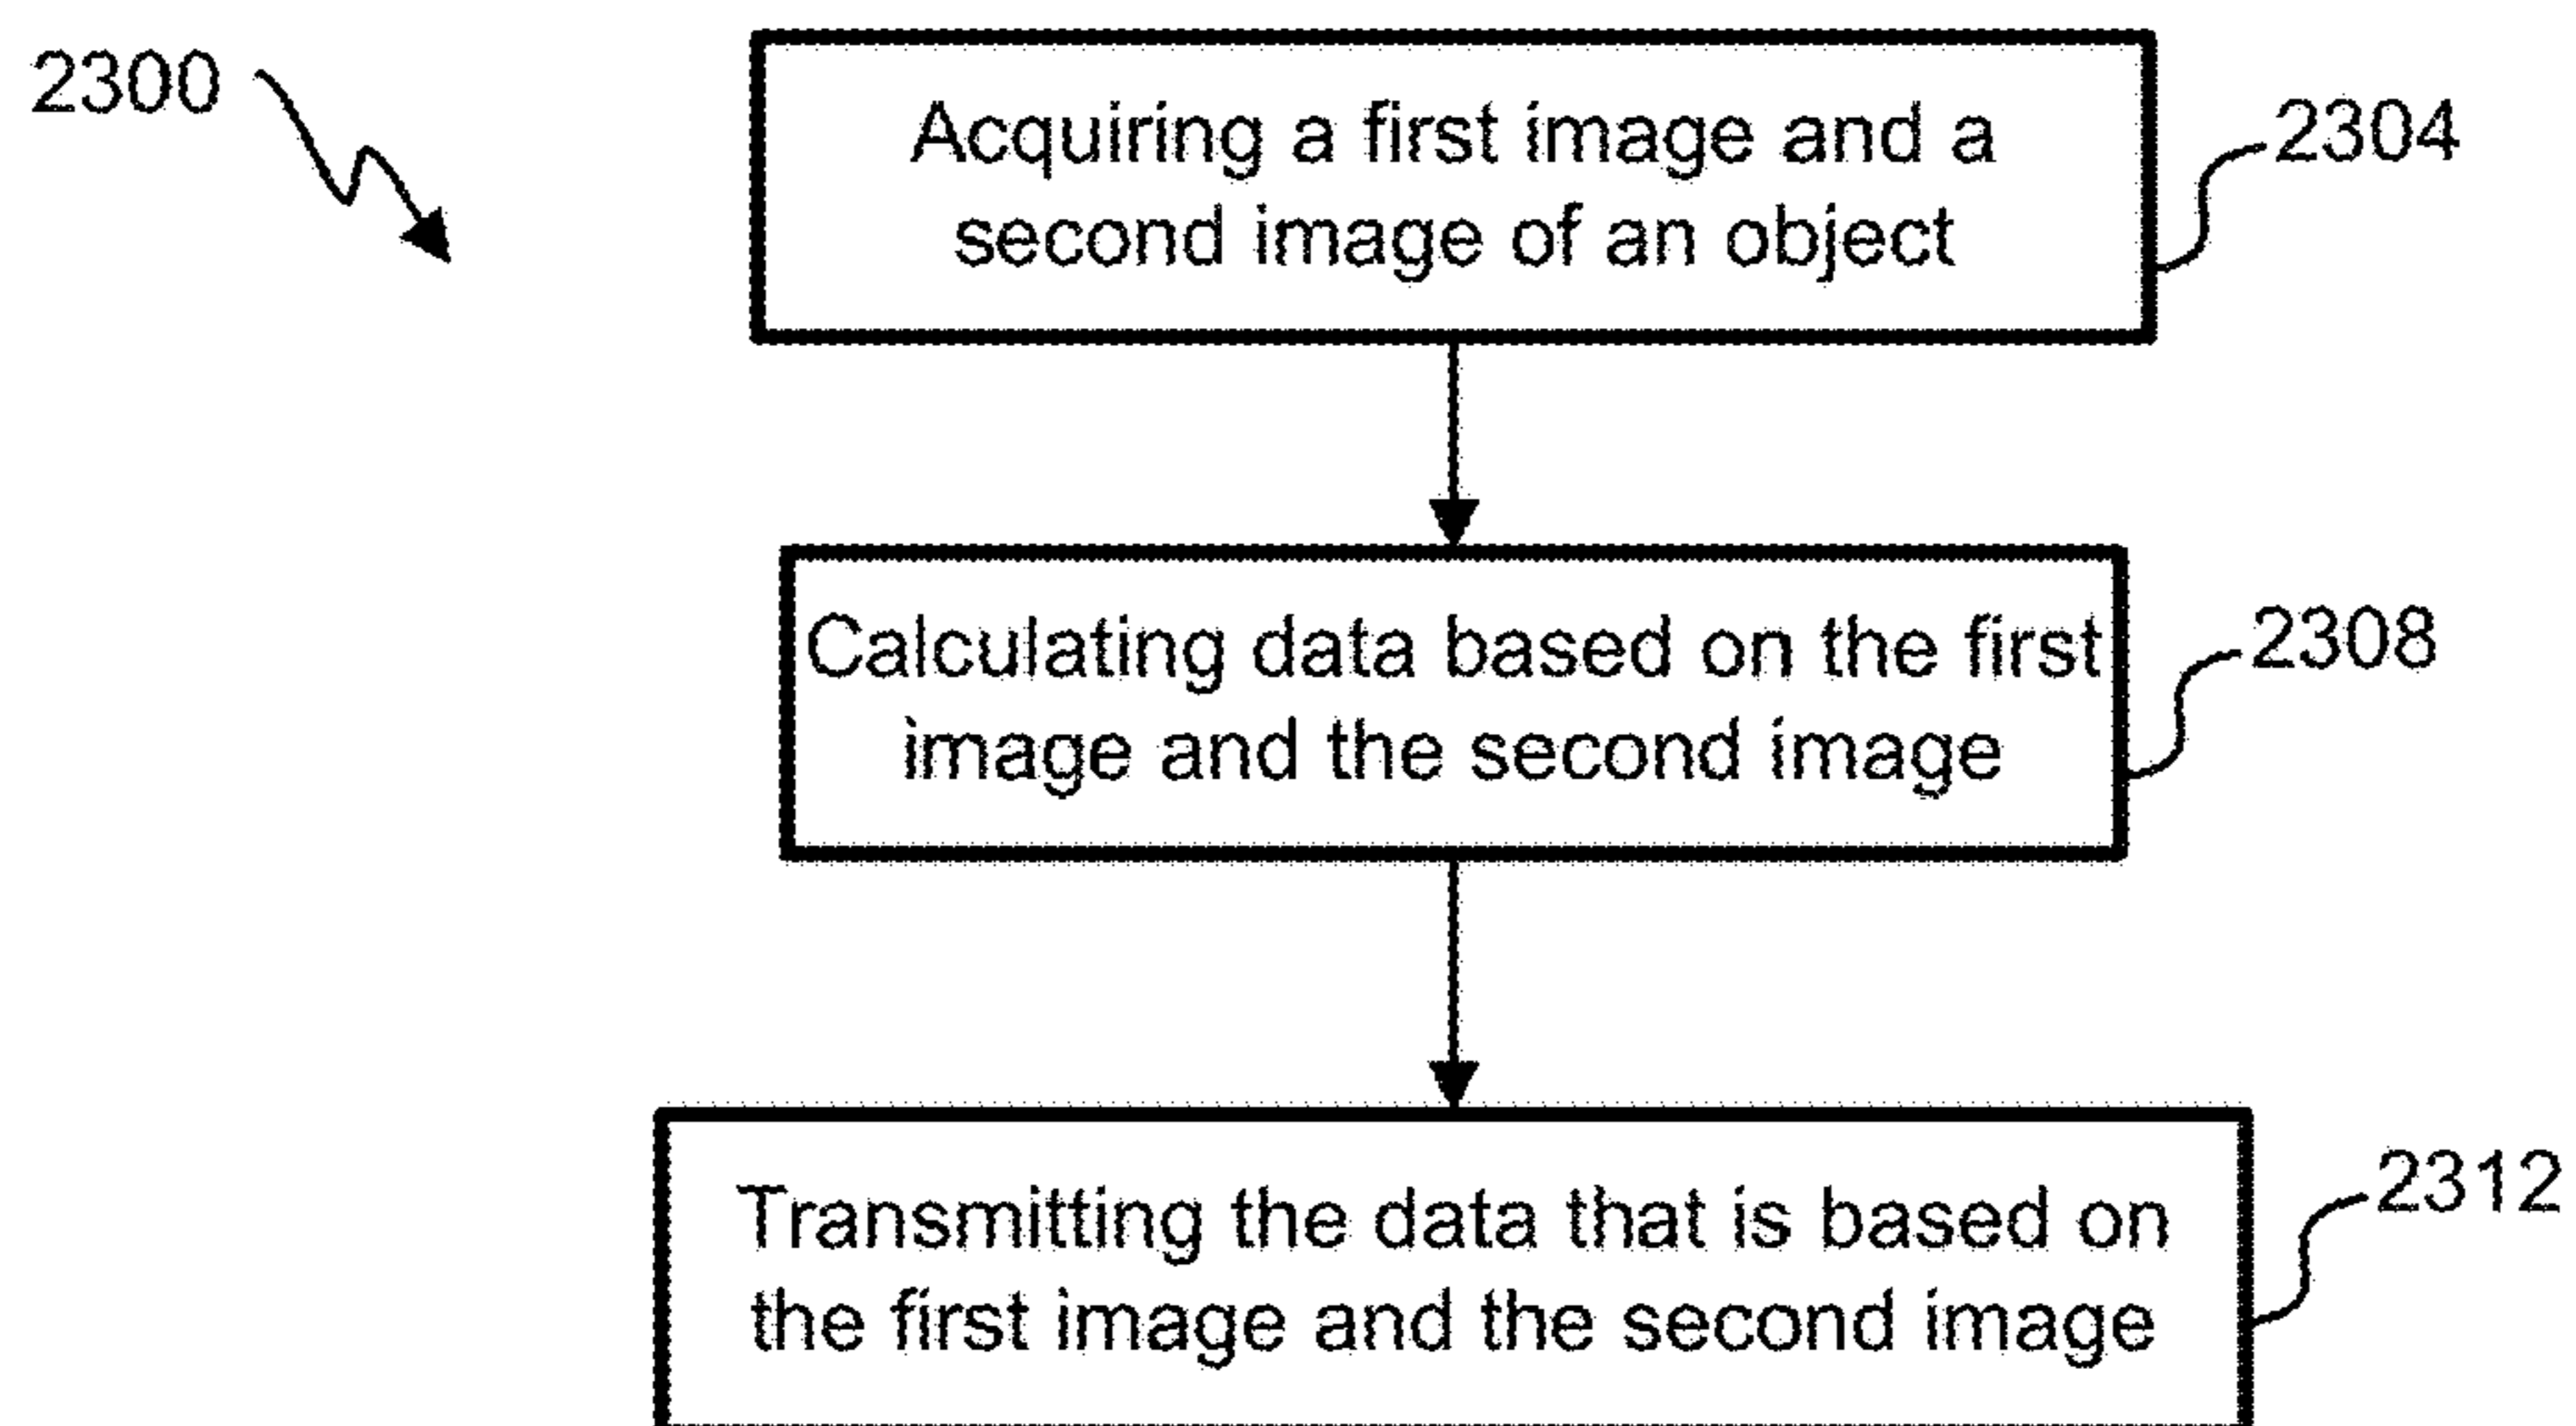 2300
Acquiring a first image and a
second image of an object
2304
Calculating data based on the first
image and the second image
2308
Transmitting the data that is based on
the first image and the second image
2312